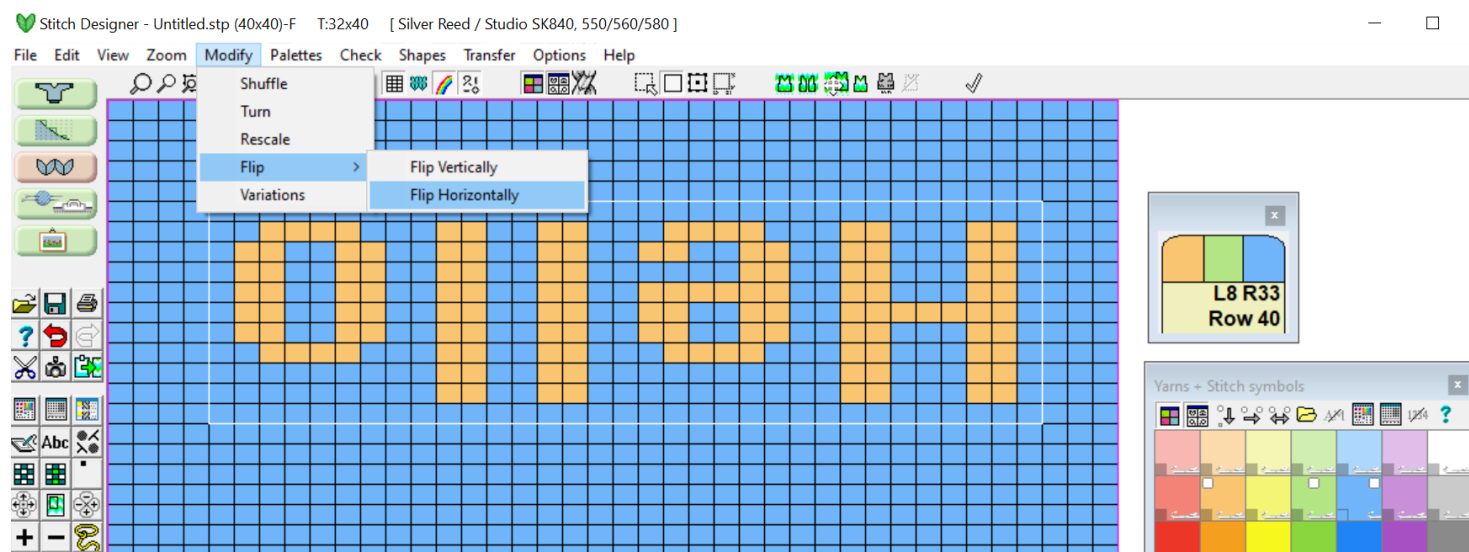 Stitch Designer - Untitled.stp (40x40)-F T:32x40 [ Silver Reed / Studio SK840, 550/560/580 ]
File Edit View Zoom Modify Palettes Check Shapes Transfer Options Help
Shuffle
Turn
Rescale
Flip
Variations
Flip Vertically
Flip Horizontally
Hello
L8 R33
Row 40
Yarns + Stitch symbols
Abc